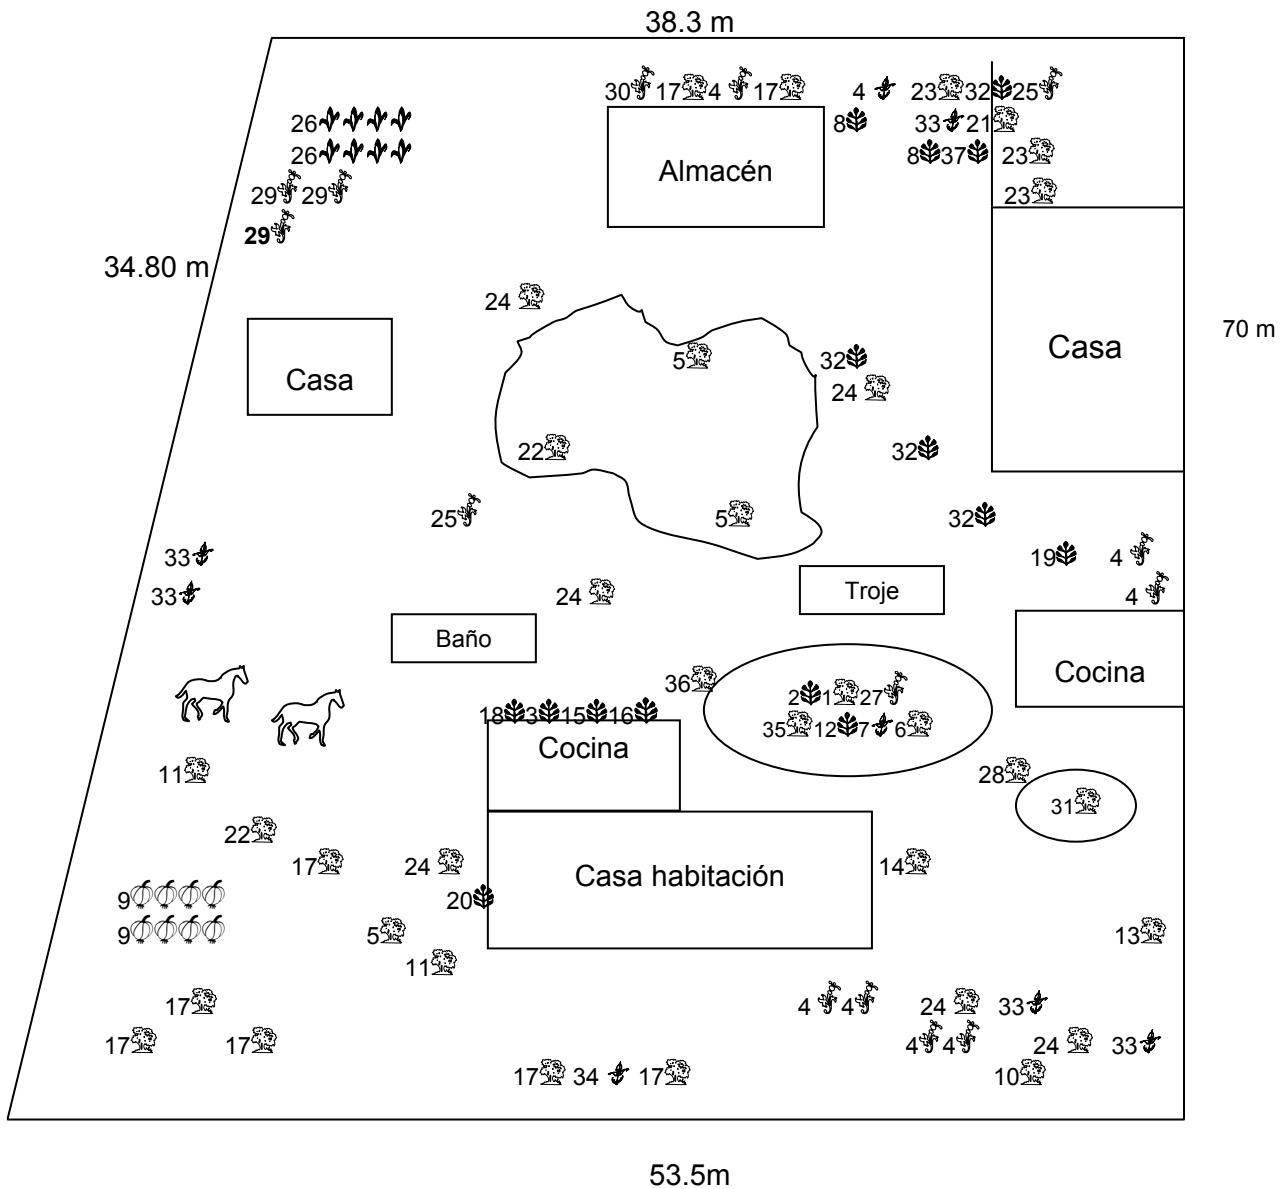 38.3 m
30 17 4 17 4 23 32 25
26 8 33 21
26 8 37 23
Almacén
29 29 23
29
34.80 m
24
70 m
Casa
5 32
Casa 24
22 32
25 5 32
33 19 4
33 24 Troje 4
Baño
Cocina
36 2 1 27
18 3 15 16 35 12 7 6
Cocina
11 28
31
22
17 24 14
Casa habitación
9 20
9 5 13
11
17 4 4 24 33
17 17 4 4 24 33
17 34 17 10
53.5m